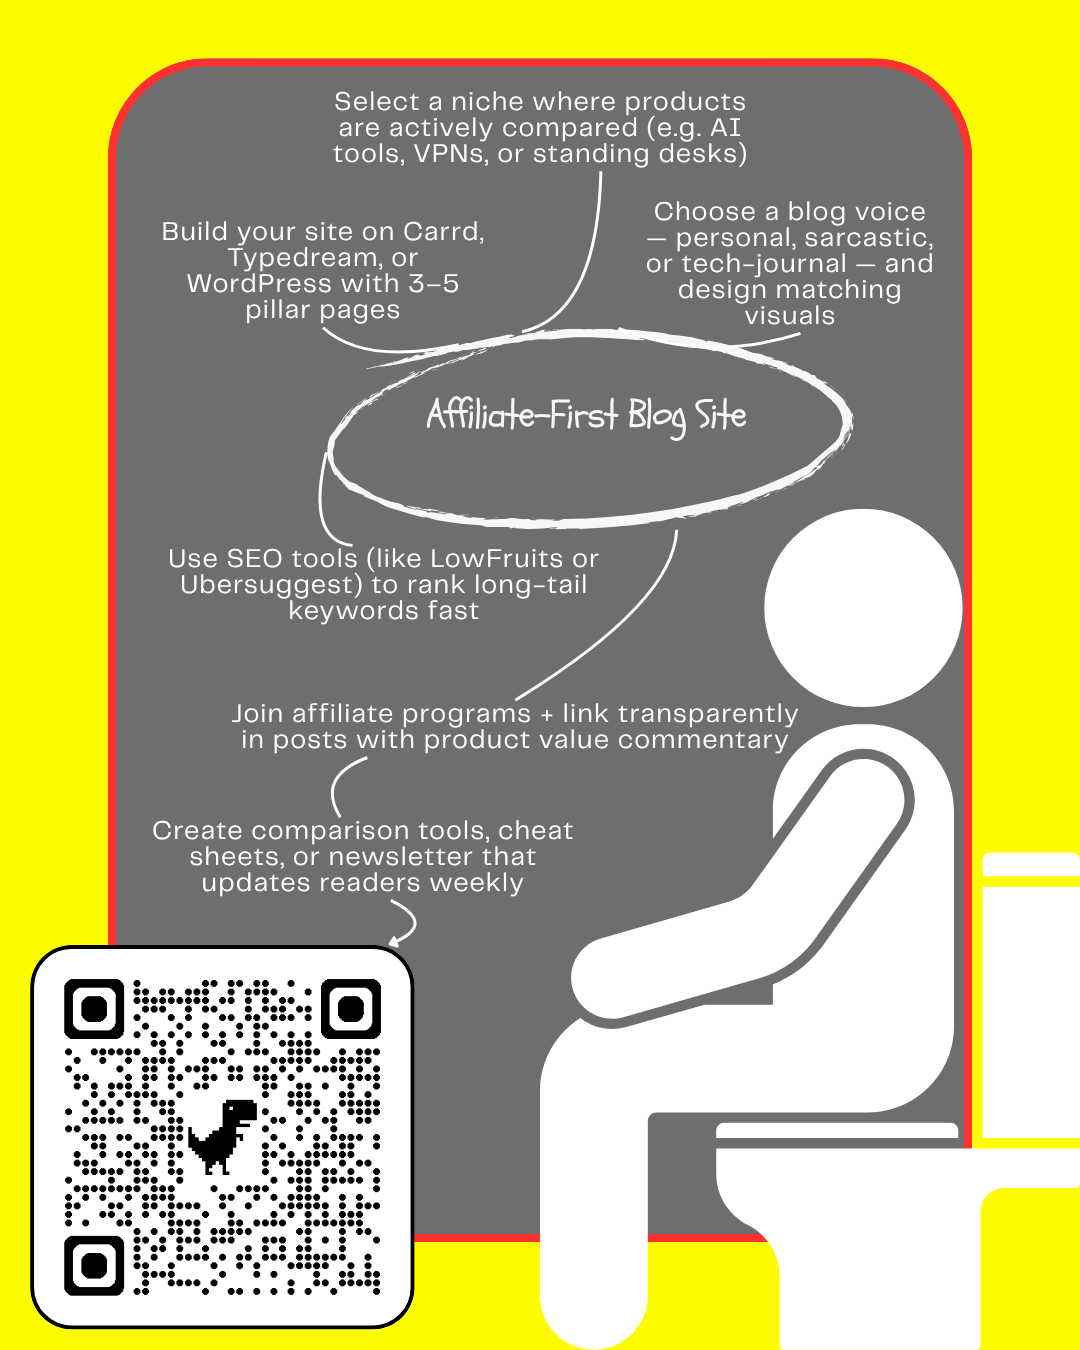 Select a niche where products
are actively compared (e.g. AI
tools, VPNs, or standing desks)
Build your site on Carrd,
Typedream, or
WordPress with 3–5
pillar pages
Choose a blog voice
— personal, sarcastic,
or tech-journal — and
design matching
visuals
Affiliate-First Blog Site
Use SEO tools (like LowFruits or
Ubersuggest) to rank long-tail
keywords fast
Join affiliate programs + link transparently
in posts with product value commentary
Create comparison tools, cheat
sheets, or newsletter that
updates readers weekly